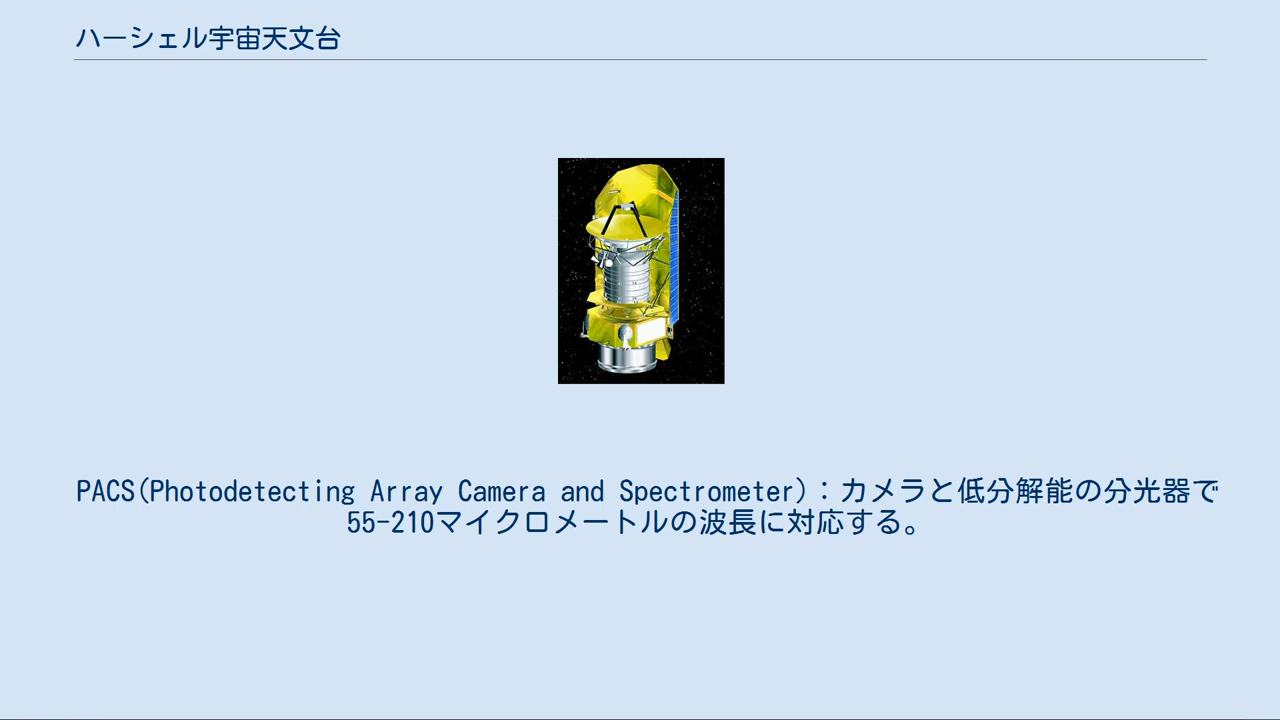 ハーシェル宇宙天文台
PACS(Photodetecting Array Camera and Spectrometer)：カメラと低分解能の分光器で
55-210マイクロメートルの波長に対応する。